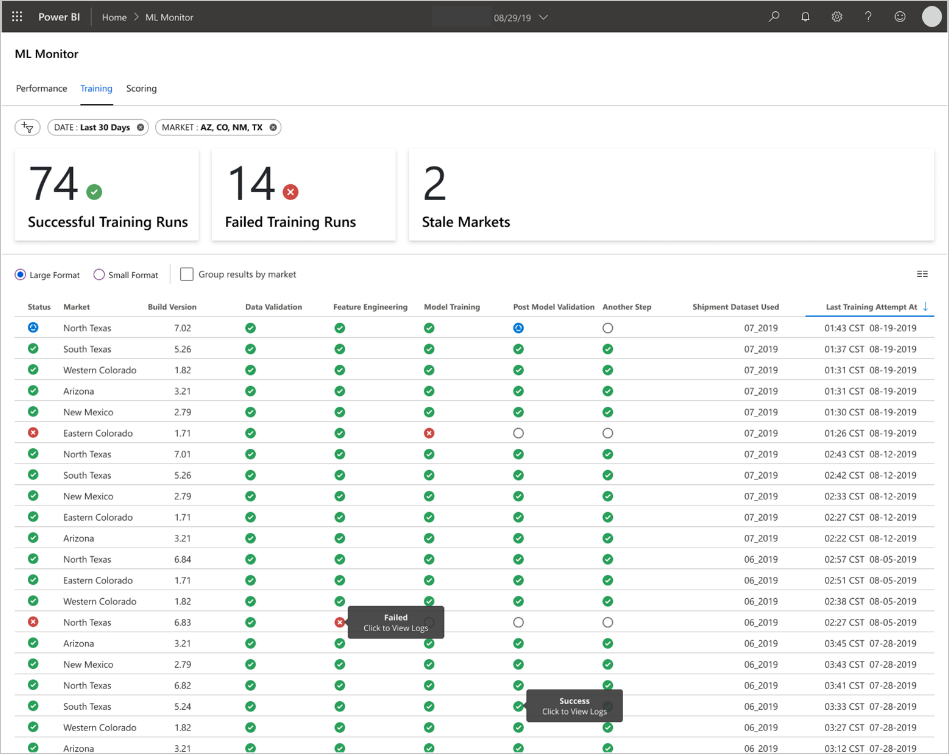 Power BI Home > ML Monitor 08/29/19
ML Monitor
Performance Training Scoring
DATE : Last 30 Days MARKET : AZ, CO, NM, TX
74 14 2
Successful Training Runs Failed Training Runs Stale Markets
Large Format Small Format Group results by market
Status Market Build Version Data Validation Feature Engineering Model Training Post Model Validation Another Step Shipment Dataset Used Last Training Attempt At ↓
North Texas 7.02 07_2019 01:43 CST 08-19-2019
South Texas 5.26 07_2019 01:37 CST 08-19-2019
Western Colorado 1.82 07_2019 01:31 CST 08-19-2019
Arizona 3.21 07_2019 01:31 CST 08-19-2019
New Mexico 2.79 07_2019 01:30 CST 08-19-2019
Eastern Colorado 1.71 07_2019 01:26 CST 08-19-2019
North Texas 7.01 07_2019 02:43 CST 08-12-2019
South Texas 5.26 07_2019 02:42 CST 08-12-2019
New Mexico 2.79 07_2019 02:33 CST 08-12-2019
Eastern Colorado 1.71 07_2019 02:27 CST 08-12-2019
Arizona 3.21 07_2019 02:22 CST 08-12-2019
North Texas 6.84 06_2019 02:57 CST 08-05-2019
Eastern Colorado 1.71 06_2019 02:51 CST 08-05-2019
Western Colorado 1.82 06_2019 02:38 CST 08-05-2019
Failed
North Texas 6.83 06_2019 02:27 CST 08-05-2019
Click to View Logs
Arizona 3.21 06_2019 03:45 CST 07-28-2019
New Mexico 2.79 06_2019 03:43 CST 07-28-2019
North Texas 6.82 06_2019 03:41 CST 07-28-2019
Success
South Texas 5.24 06_2019 03:33 CST 07-28-2019
Click to View Logs
Western Colorado 1.82 06_2019 03:27 CST 07-28-2019
Arizona 3.21 06_2019 03:12 CST 07-28-2019